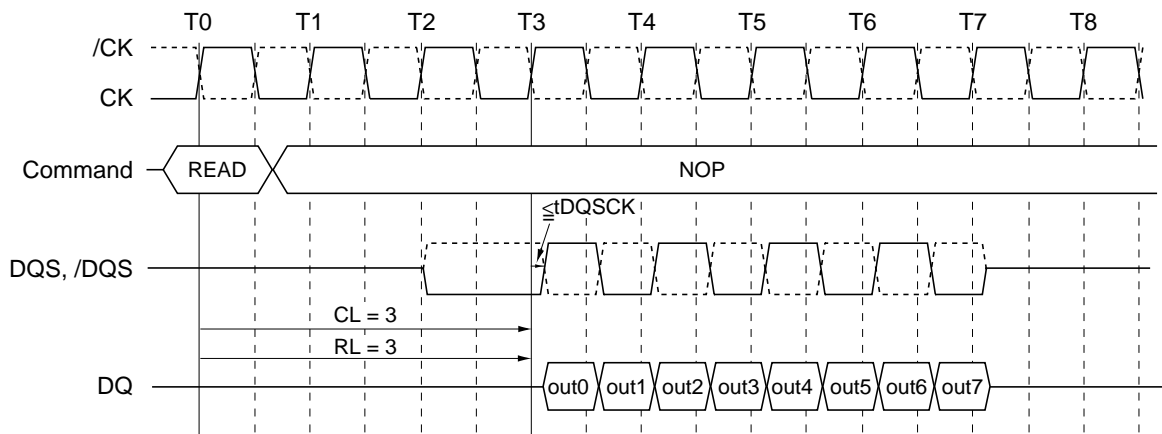 T0 T1 T2 T3 T4 T5 T6 T7 T8
/CK
CK
Command READ NOP
≦tDQSCK
DQS, /DQS
CL = 3
RL = 3
DQ out0 out1 out2 out3 out4 out5 out6 out7